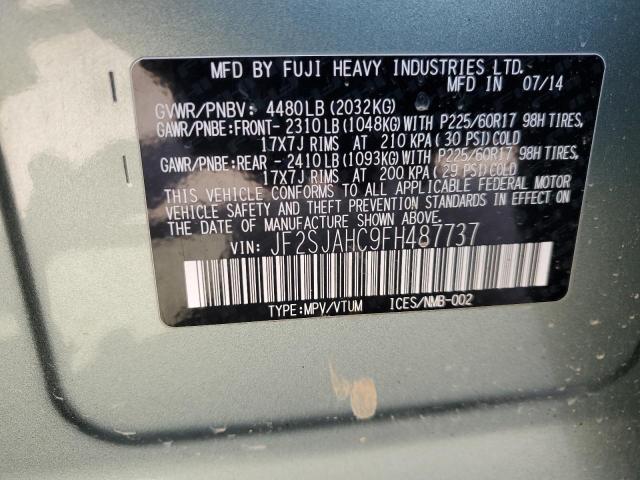 MFD BY FUJI HEAVY INDUSTRIES LTD.
MFD IN 07/14
GVWR/PNBV: 4480LB(2032KG)
GAWR/PNBE:FRONT-2310LB(1048KG)WITH P225/60R17 98H TIRES,
17X7J RIMS AT 210 KPA(30 PSI)COLD
GAWR/PNBE:REAR - 2410LB(1093KG)WITH P225/60R17 98H TIRES,
17X7J RIMS AT 200 KPA(29 PSI)COLD
THIS VEHICLE CONFORMS TO ALL APPLICABLE FEDERAL MOTOR
VEHICLE SAFETY AND THEFT PREVENTION STANDARDS IN EFFECT ON
THE DATE OF MANUFACTURE SHOWN ABOVE.
VIN: JF2SJAHC9FH487737
TYPE:MPV/VTUM ICES/NMB-002